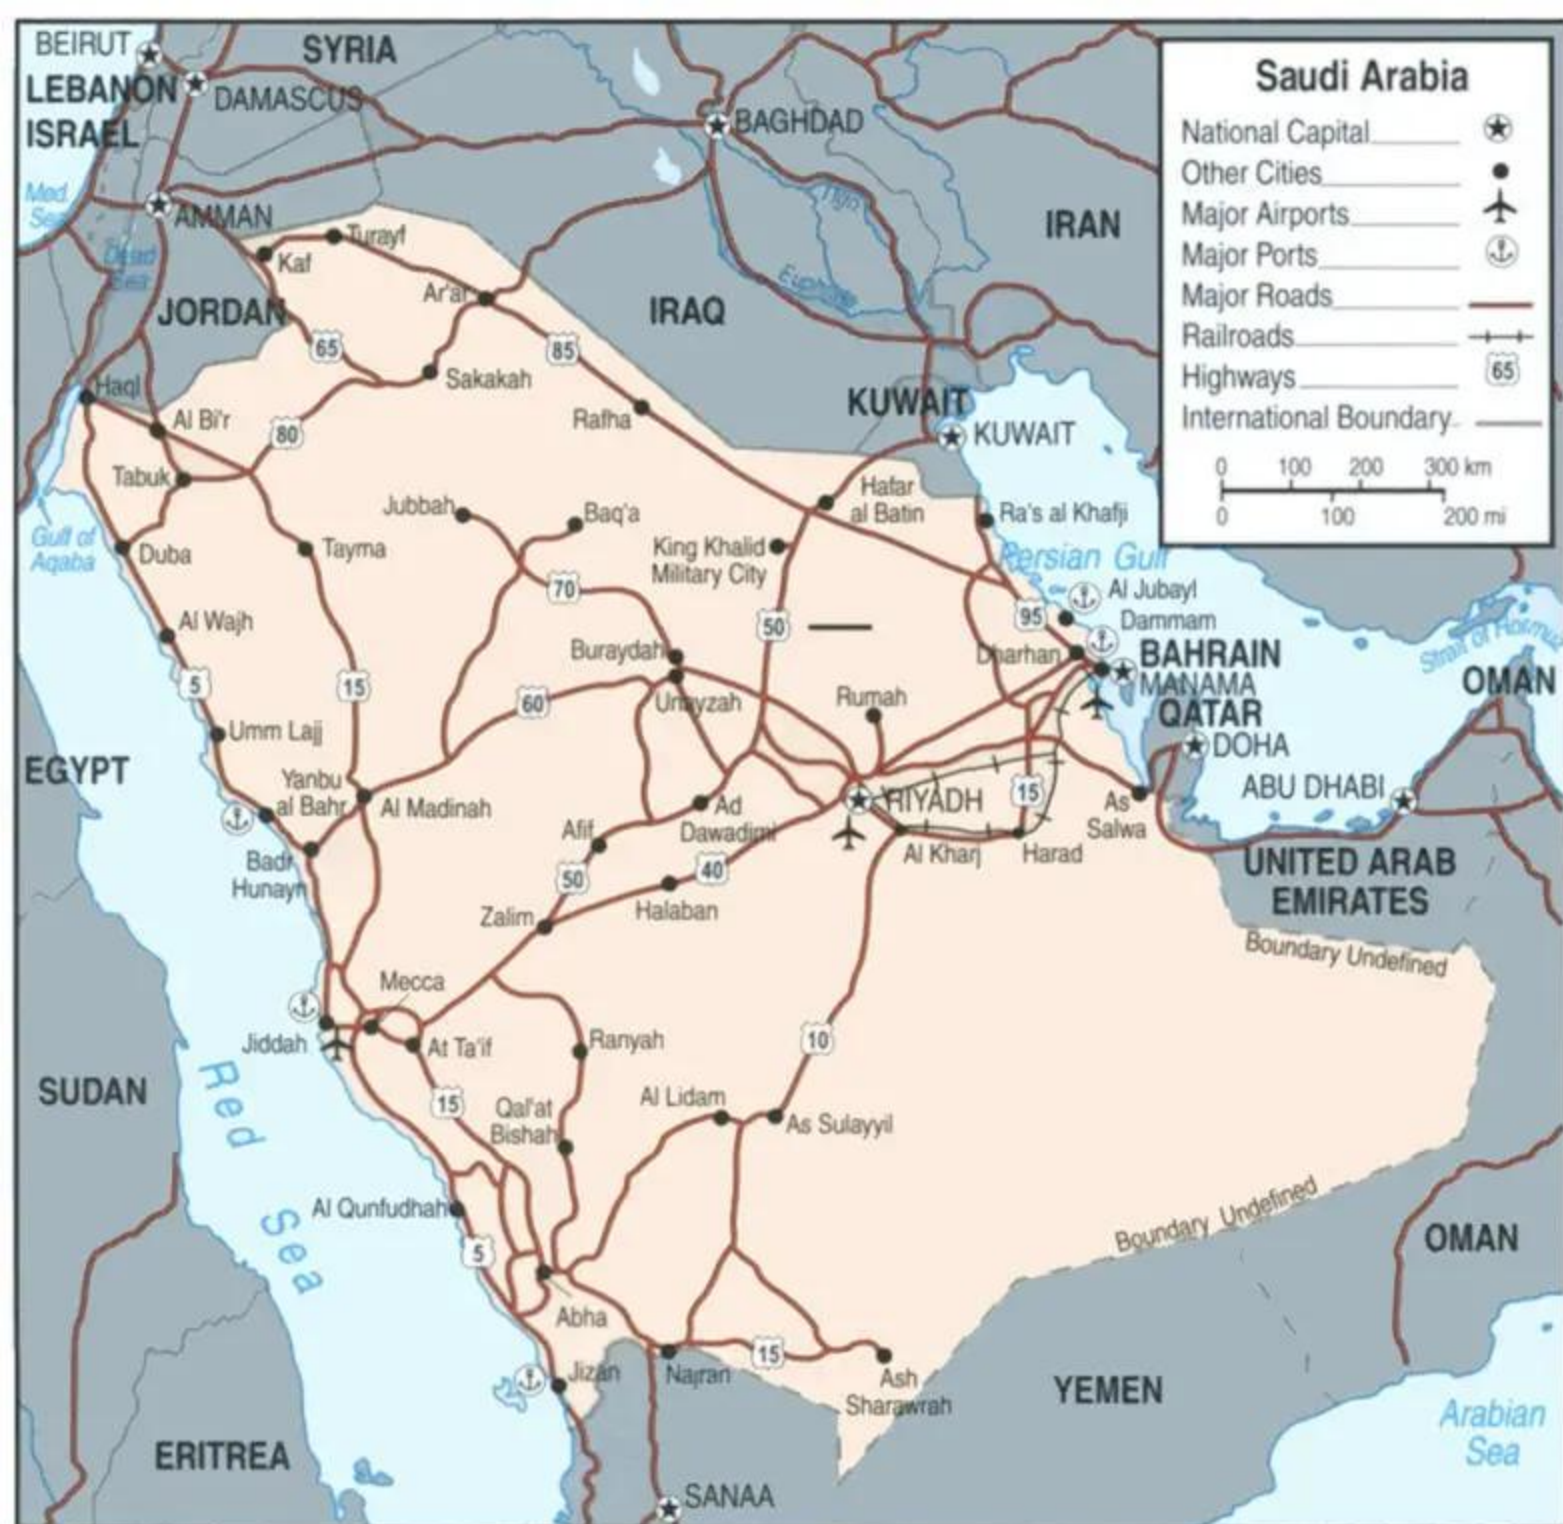 BEIRUT
SYRIA
LEBANON
DAMASCUS
ISRAEL
BAGHDAD
Med.
Sea
AMMAN
Dead
Sea
Tigr
IRAN
Turayf
Kaf
Ar'ar
JORDAN
IRAQ
Euphrate
65
85
Haql
Sakakah
Al Bi'r
80
Rafha
KUWAIT
KUWAIT
Tabuk
Jubbah
Baq'a
Hafar
al Batin
Ra's al Khafji
Gulf of
Aqaba
Duba
Tayma
King Khalid
Military City
Persian Gulf
70
Al Jubayl
Al Wajh
50
95
Dammam
Strait of Hormuz
Buraydah
Dharhan
BAHRAIN
MANAMA
OMAN
5
15
60
Unayzah
Rumah
QATAR
DOHA
Umm Lajj
EGYPT
Yanbu
al Bahr
Al Madinah
RIYADH
15
As
Salwa
ABU DHABI
Ad
Dawadimi
Afif
Badr
Hunayn
Al Kharj
Harad
UNITED ARAB
EMIRATES
50
40
Zalim
Halaban
Boundary Undefined
Mecca
Jiddah
At Ta'if
Ranyah
10
SUDAN
Red Sea
15
Qal'at
Bishah
Al Lidam
As Sulayyil
Al Qunfudhah
5
Boundary Undefined
OMAN
Abha
15
Jizan
Najran
Ash
Sharawrah
YEMEN
Arabian
Sea
ERITREA
SANAA
Saudi Arabia
National Capital
Other Cities
Major Airports
Major Ports
Major Roads
Railroads
Highways 65
International Boundary
0 100 200 300 km
0 100 200 mi